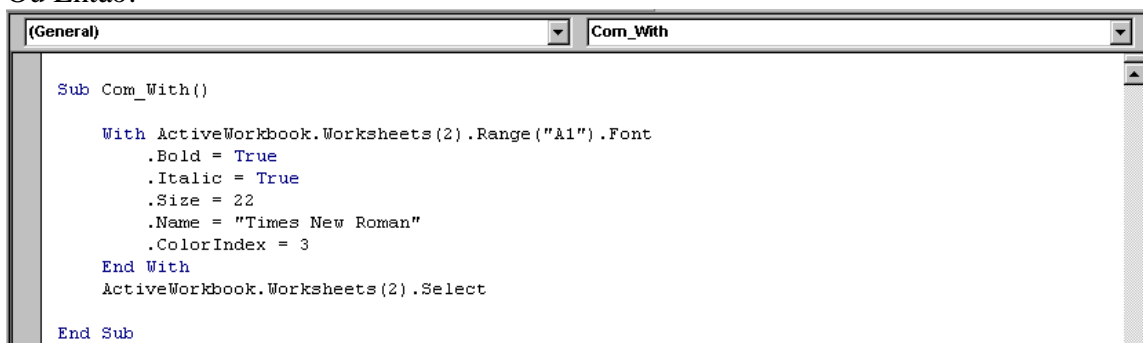 Ou Então:
(General) Com_With
Sub Com_With()
With ActiveWorkbook.Worksheets(2).Range("A1").Font
.Bold = True
.Italic = True
.Size = 22
.Name = "Times New Roman"
.ColorIndex = 3
End With
ActiveWorkbook.Worksheets(2).Select
End Sub